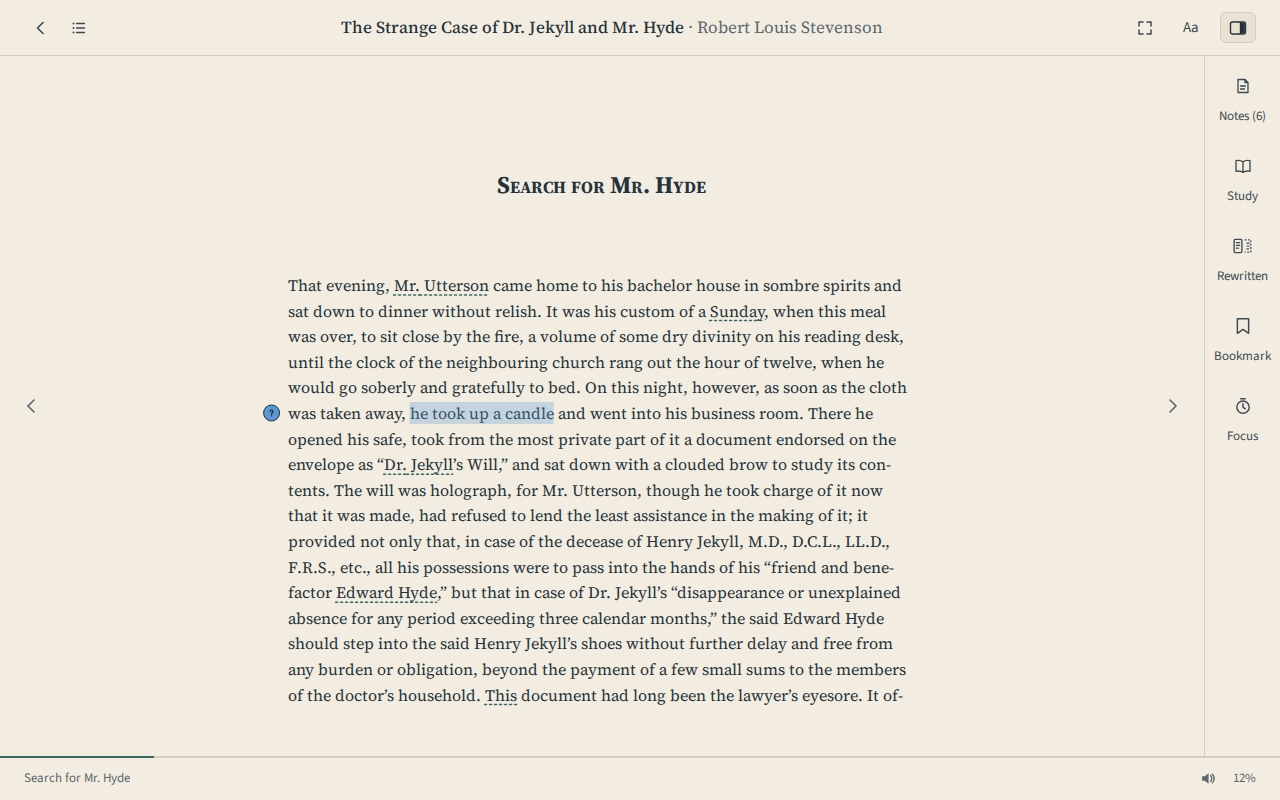 The Strange Case of Dr. Jekyll and Mr. Hyde · Robert Louis Stevenson
Aa
Notes (6)
Study
Rewritten
Bookmark
Focus
Search for Mr. Hyde
That evening, Mr. Utterson came home to his bachelor house in sombre spirits and
sat down to dinner without relish. It was his custom of a Sunday, when this meal
was over, to sit close by the fire, a volume of some dry divinity on his reading desk,
until the clock of the neighbouring church rang out the hour of twelve, when he
would go soberly and gratefully to bed. On this night, however, as soon as the cloth
? was taken away, he took up a candle and went into his business room. There he
opened his safe, took from the most private part of it a document endorsed on the
envelope as “Dr. Jekyll’s Will,” and sat down with a clouded brow to study its con-
tents. The will was holograph, for Mr. Utterson, though he took charge of it now
that it was made, had refused to lend the least assistance in the making of it; it
provided not only that, in case of the decease of Henry Jekyll, M.D., D.C.L., LL.D.,
F.R.S., etc., all his possessions were to pass into the hands of his “friend and bene-
factor Edward Hyde,” but that in case of Dr. Jekyll’s “disappearance or unexplained
absence for any period exceeding three calendar months,” the said Edward Hyde
should step into the said Henry Jekyll’s shoes without further delay and free from
any burden or obligation, beyond the payment of a few small sums to the members
of the doctor’s household. This document had long been the lawyer’s eyesore. It of-
Search for Mr. Hyde
12%